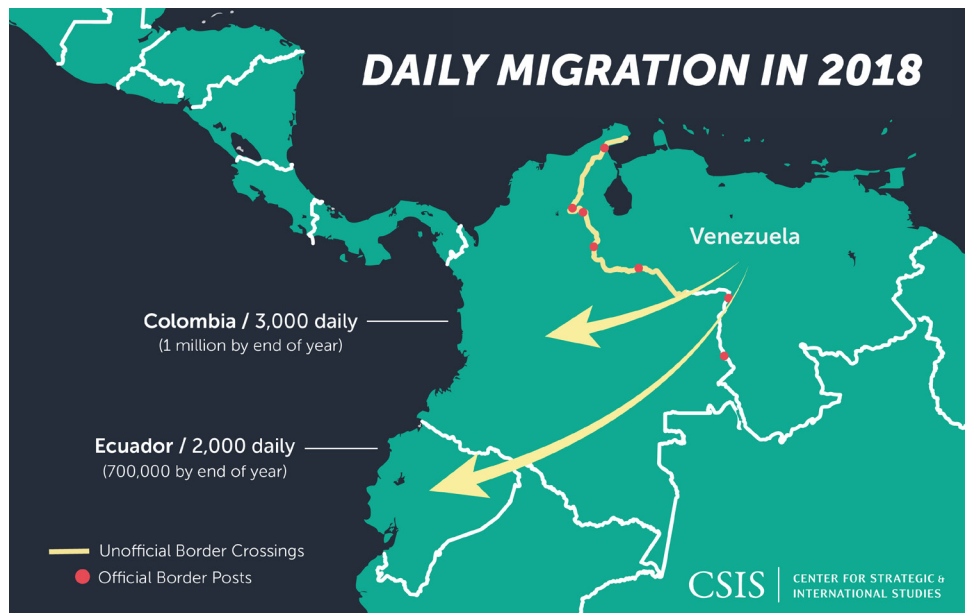 DAILY MIGRATION IN 2018
Venezuela
Colombia / 3,000 daily
(1 million by end of year)
Ecuador / 2,000 daily
(700,000 by end of year)
Unofficial Border Crossings
Official Border Posts
CSIS
CENTER FOR STRATEGIC &
INTERNATIONAL STUDIES